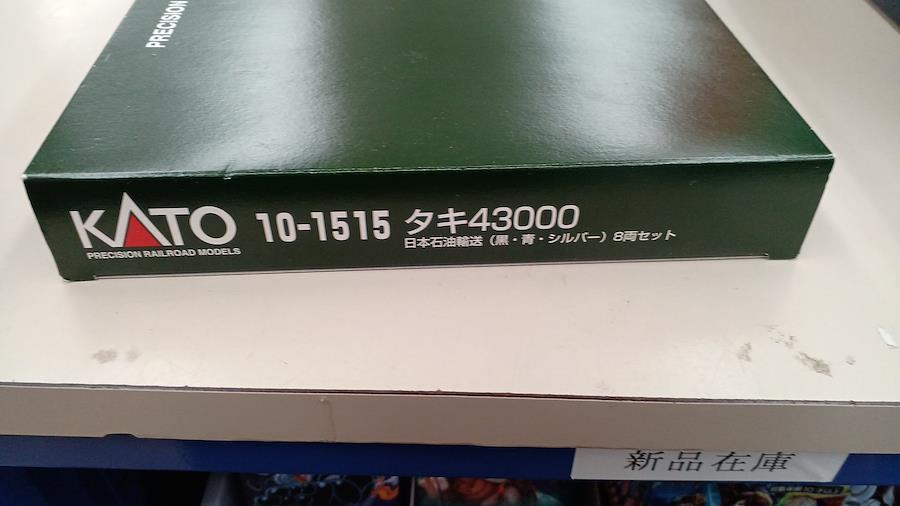 PRECISION
KATO
PRECISION RAILROAD MODELS
10-1515 タキ43000
日本石油輸送（黒・青・シルバー）8両セット
新品在庫